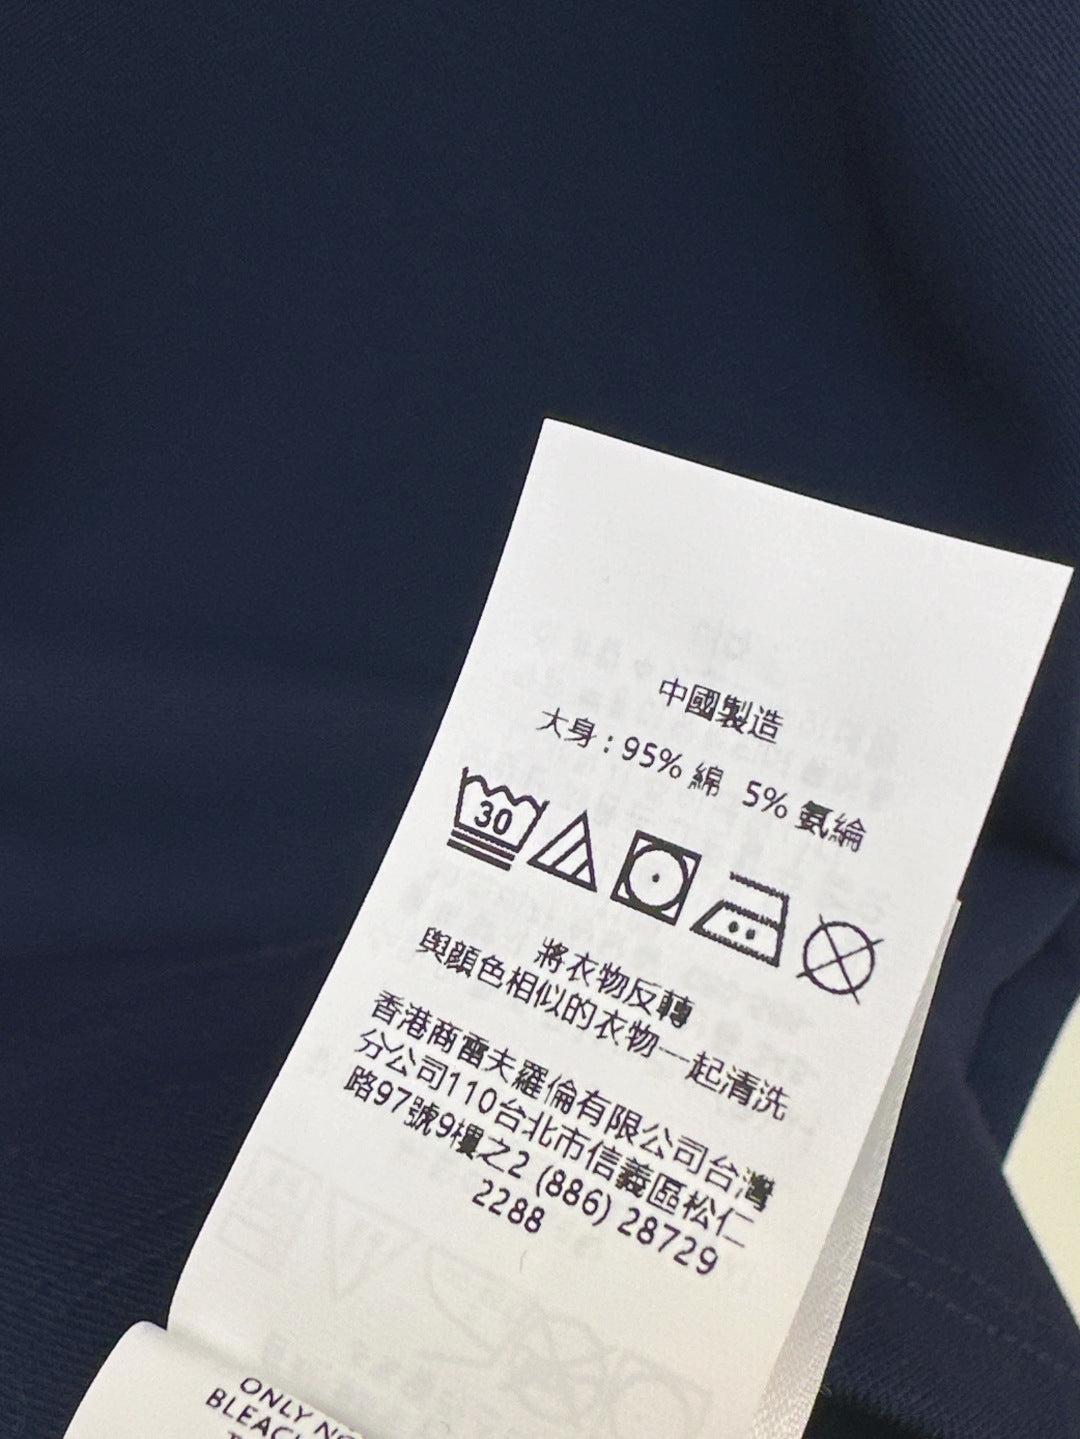 中國製造
大身：95% 綿 5% 氨綸
30
將衣物反轉
與顏色相似的衣物一起清洗
香港商雷夫羅倫有限公司台灣
分公司110台北市信義區松仁
路97號9樓之2 (886) 28729
2288
ONLY